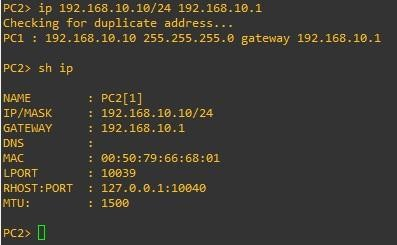 PC2> ip 192.168.10.10/24 192.168.10.1
Checking for duplicate address...
PC1 : 192.168.10.10 255.255.255.0 gateway 192.168.10.1
PC2> sh ip
NAME : PC2[1]
IP/MASK : 192.168.10.10/24
GATEWAY : 192.168.10.1
DNS :
MAC : 00:50:79:66:68:01
LPORT : 10039
RHOST:PORT : 127.0.0.1:10040
MTU: : 1500
PC2>